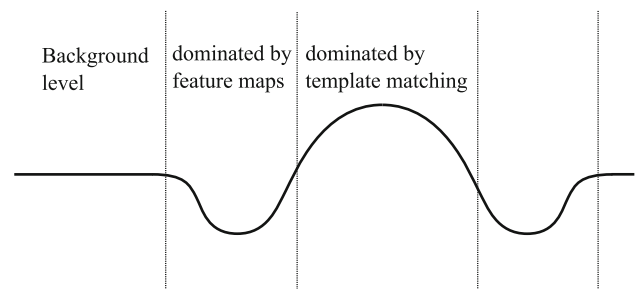 Background
level
dominated by
feature maps
dominated by
template matching